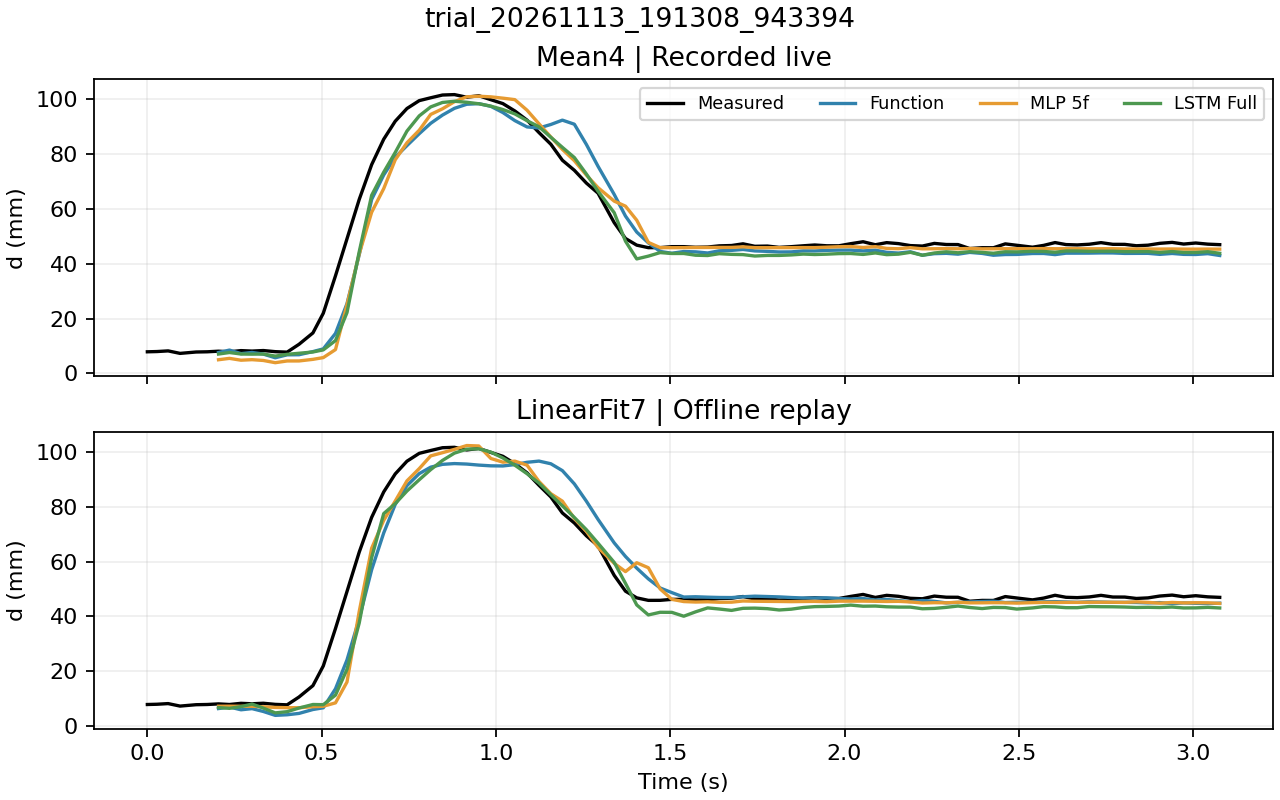 trial_20261113_191308_943394
Mean4 | Recorded live
Measured Function MLP 5f LSTM Full
100
80
60
40
20
0
d (mm)
LinearFit7 | Offline replay
100
80
60
40
20
0
d (mm)
0.0 0.5 1.0 1.5 2.0 2.5 3.0
Time (s)